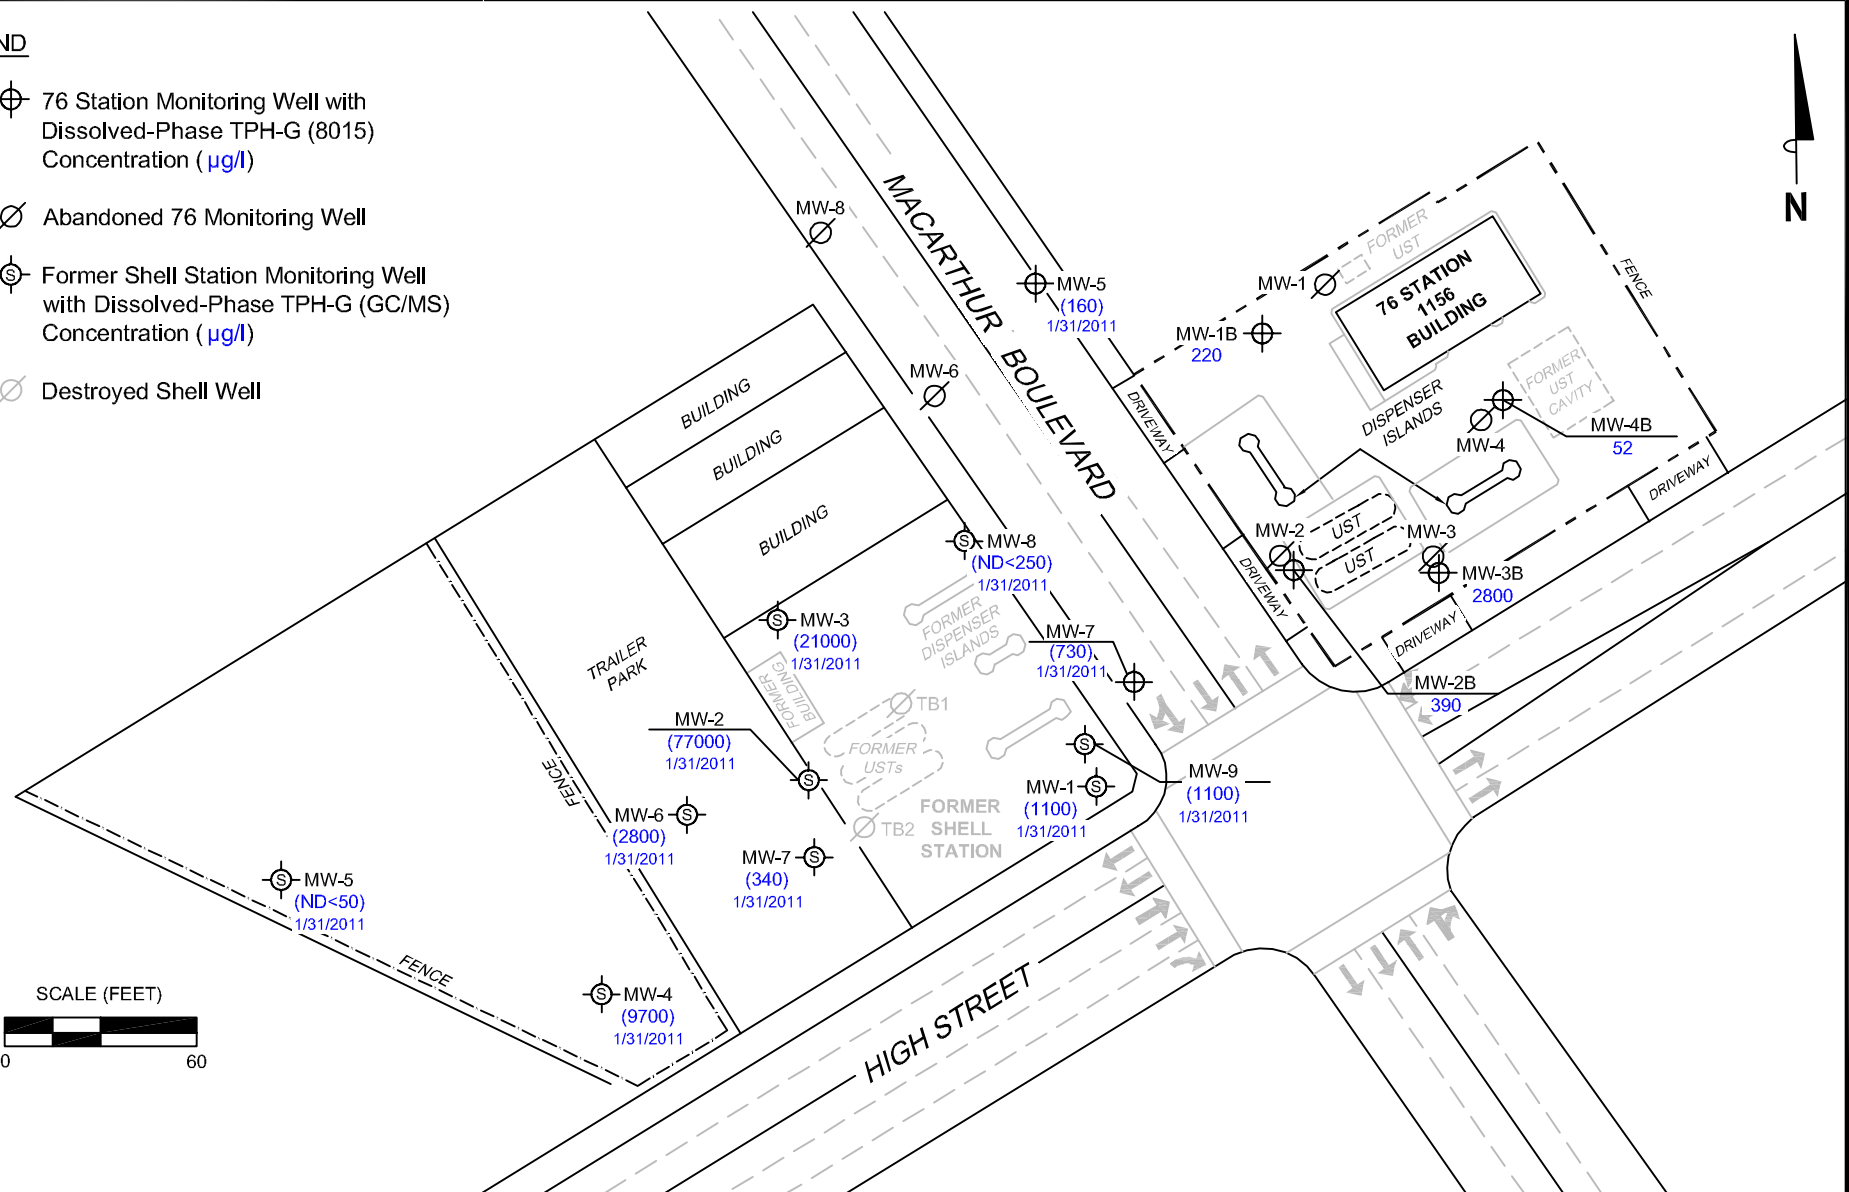 ND
76 Station Monitoring Well with
Dissolved-Phase TPH-G (8015)
Concentration (µg/l)
Abandoned 76 Monitoring Well
S
Former Shell Station Monitoring Well
with Dissolved-Phase TPH-G (GC/MS)
Concentration (µg/l)
Destroyed Shell Well
N
MACARTHUR BOULEVARD
MW-8
MW-5
(160)
1/31/2011
MW-6
MW-1
MW-1B
220
FORMER
UST
76 STATION
1156
BUILDING
FENCE
FORMER
UST
CAVITY
DISPENSER
ISLANDS
MW-4
MW-4B
52
DRIVEWAY
DRIVEWAY
DRIVEWAY
DRIVEWAY
MW-2
UST
UST
MW-3
MW-3B
2800
MW-2B
390
BUILDING
BUILDING
BUILDING
S
MW-8
(ND<250)
1/31/2011
FORMER
DISPENSER
ISLANDS
MW-7
(730)
1/31/2011
S
MW-3
(21000)
1/31/2011
TRAILER
PARK
FORMER
BUILDING
TB1
MW-2
(77000)
1/31/2011
S
FORMER
USTs
S
MW-9
(1100)
1/31/2011
MW-1
S
(1100)
1/31/2011
FORMER
SHELL
STATION
TB2
FENCE
MW-6
S
(2800)
1/31/2011
MW-7
S
(340)
1/31/2011
S
MW-5
(ND<50)
1/31/2011
FENCE
S
MW-4
(9700)
1/31/2011
HIGH STREET
SCALE (FEET)
0
60